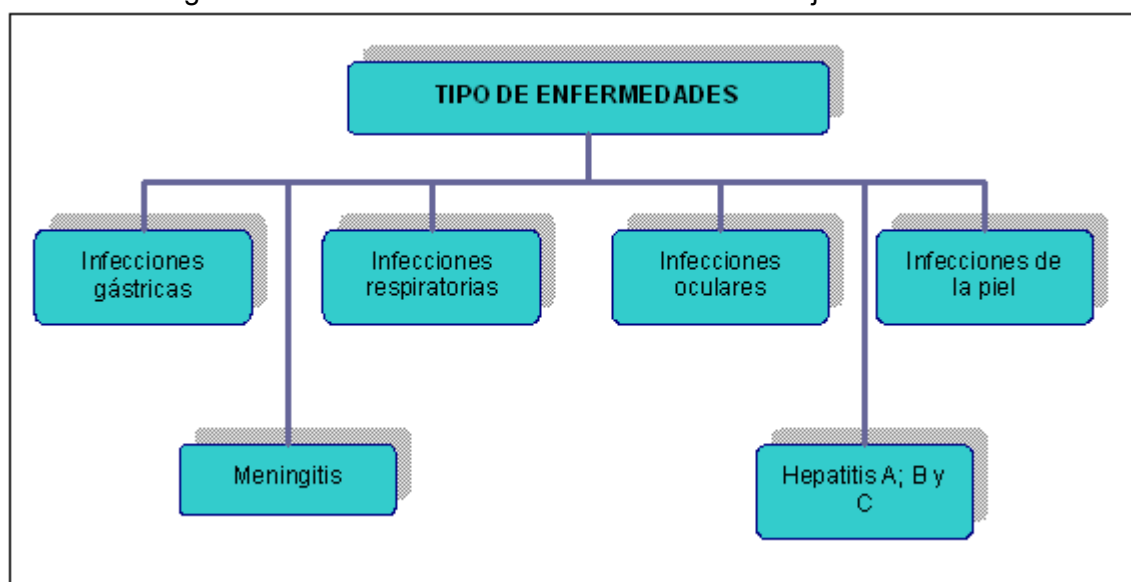 TIPO DE ENFERMEDADES
Infecciones
gástricas
Infecciones
respiratorias
Infecciones
oculares
Infecciones de
la piel
Meningitis
Hepatitis A; B y
C